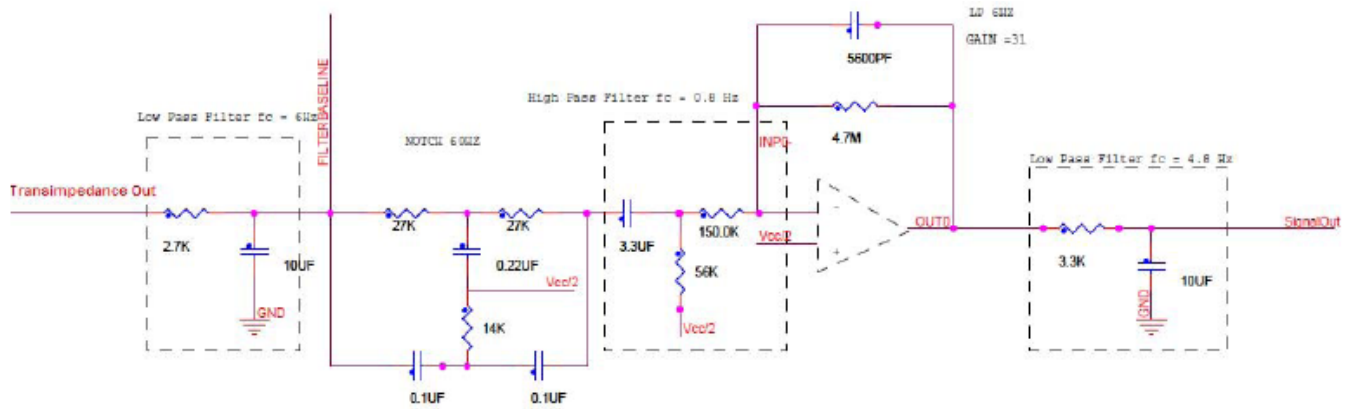 LP 6HZ
GAIN =31
5600PF
High Pass Filter fc = 0.8 Hz
Low Pass Filter fc = 6Hz
FILTERBASELINE
NOTCH 60HZ
INP0-
4.7M
Low Pass Filter fc = 4.8 Hz
Transimpedance Out
2.7K
27K
27K
3.3UF
150.0K
Vcc/2
-
+
OUT0
3.3K
SignalOut
10UF
0.22UF
56K
10UF
Vcc/2
GND
GND
14K
Vcc/2
0.1UF
0.1UF